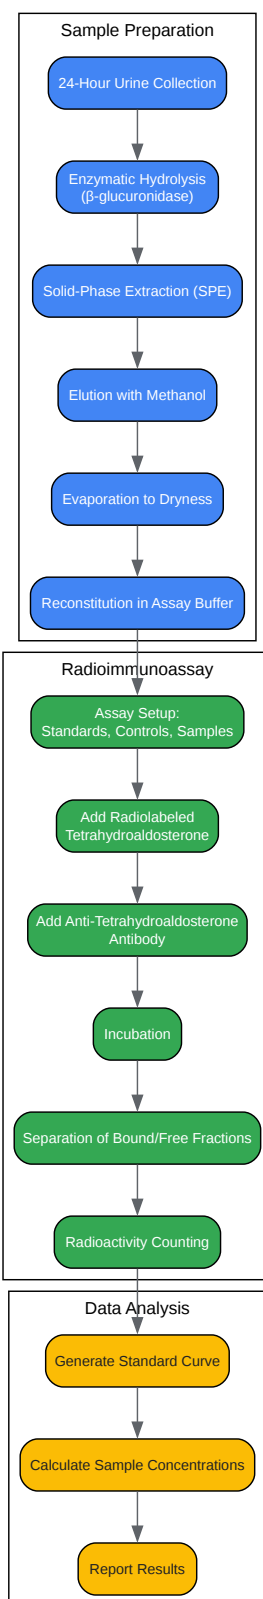 Sample Preparation
24-Hour Urine Collection
Enzymatic Hydrolysis
(β-glucuronidase)
Solid-Phase Extraction (SPE)
Elution with Methanol
Evaporation to Dryness
Reconstitution in Assay Buffer
Radioimmunoassay
Assay Setup:
Standards, Controls, Samples
Add Radiolabeled
Tetrahydroaldosterone
Add Anti-Tetrahydroaldosterone
Antibody
Incubation
Separation of Bound/Free Fractions
Radioactivity Counting
Data Analysis
Generate Standard Curve
Calculate Sample Concentrations
Report Results